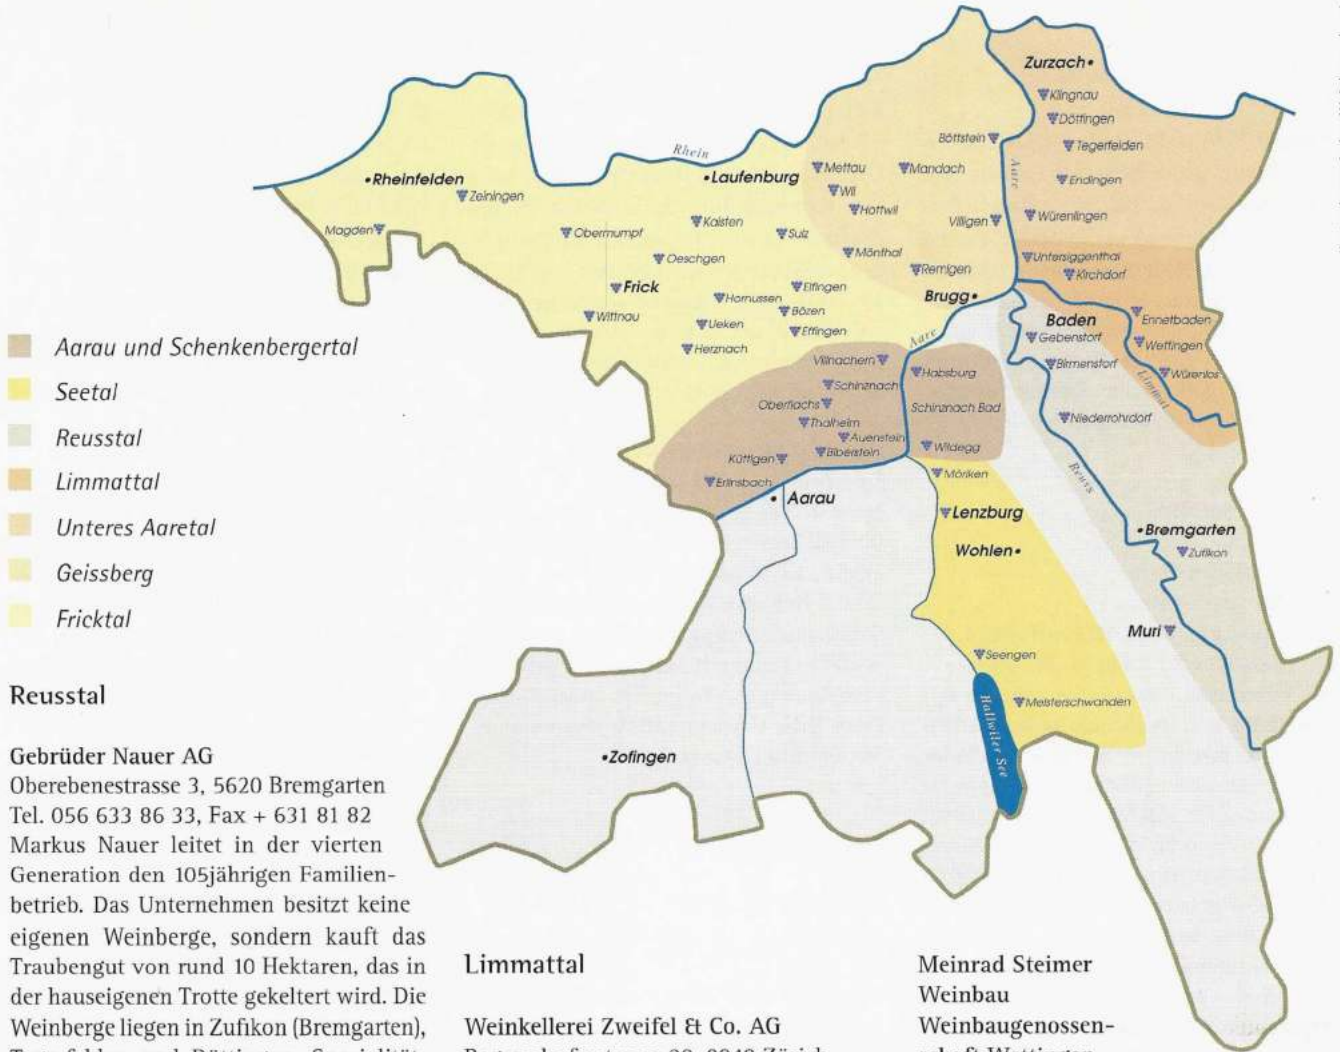 Zurzach
Klingnau
Döttingen
Böttstein
Tegerfelden
Rhein
Aare
Mettau
Mandach
Rheinfelden
Laufenburg
Endingen
Wil
Zeiningen
Hottwil
Würenlingen
Kaisten
Villigen
Magden
Obermumpf
Sulz
Mönthal
Untersiggenthal
Oeschgen
Remigen
Kirchdorf
Frick
Elfingen
Hornussen
Brugg
Wittnau
Bözen
Baden
Ennetbaden
Ueken
Effingen
Aare
Gebenstorf
Wettingen
Herznach
Villnachern
Birmenstorf
Habsburg
Würenlos
Limmat
Schinznach
Oberflachs
Schinznach Bad
Thalheim
Niederrohrdorf
Auenstein
Biberstein
Wildegg
Küttigen
Erlinsbach
Möriken
Reuss
Aarau
Lenzburg
Bremgarten
Wohlen
Zufikon
Muri
Seengen
Meisterschwanden
Hallwiler See
Zofingen
Aarau und Schenkenbergertal
Seetal
Reusstal
Limmattal
Unteres Aaretal
Geissberg
Fricktal
Reusstal
Gebrüder Nauer AG
Oberebenestrasse 3, 5620 Bremgarten
Tel. 056 633 86 33, Fax + 631 81 82
Markus Nauer leitet in der vierten
Generation den 105jährigen Familien-
betrieb. Das Unternehmen besitzt keine
eigenen Weinberge, sondern kauft das
Traubengut von rund 10 Hektaren, das in
der hauseigenen Trotte gekeltert wird. Die
Weinberge liegen in Zufikon (Bremgarten),
Limmattal
Weinkellerei Zweifel & Co. AG
Meinrad Steimer
Weinbau
Weinbaugenossen-